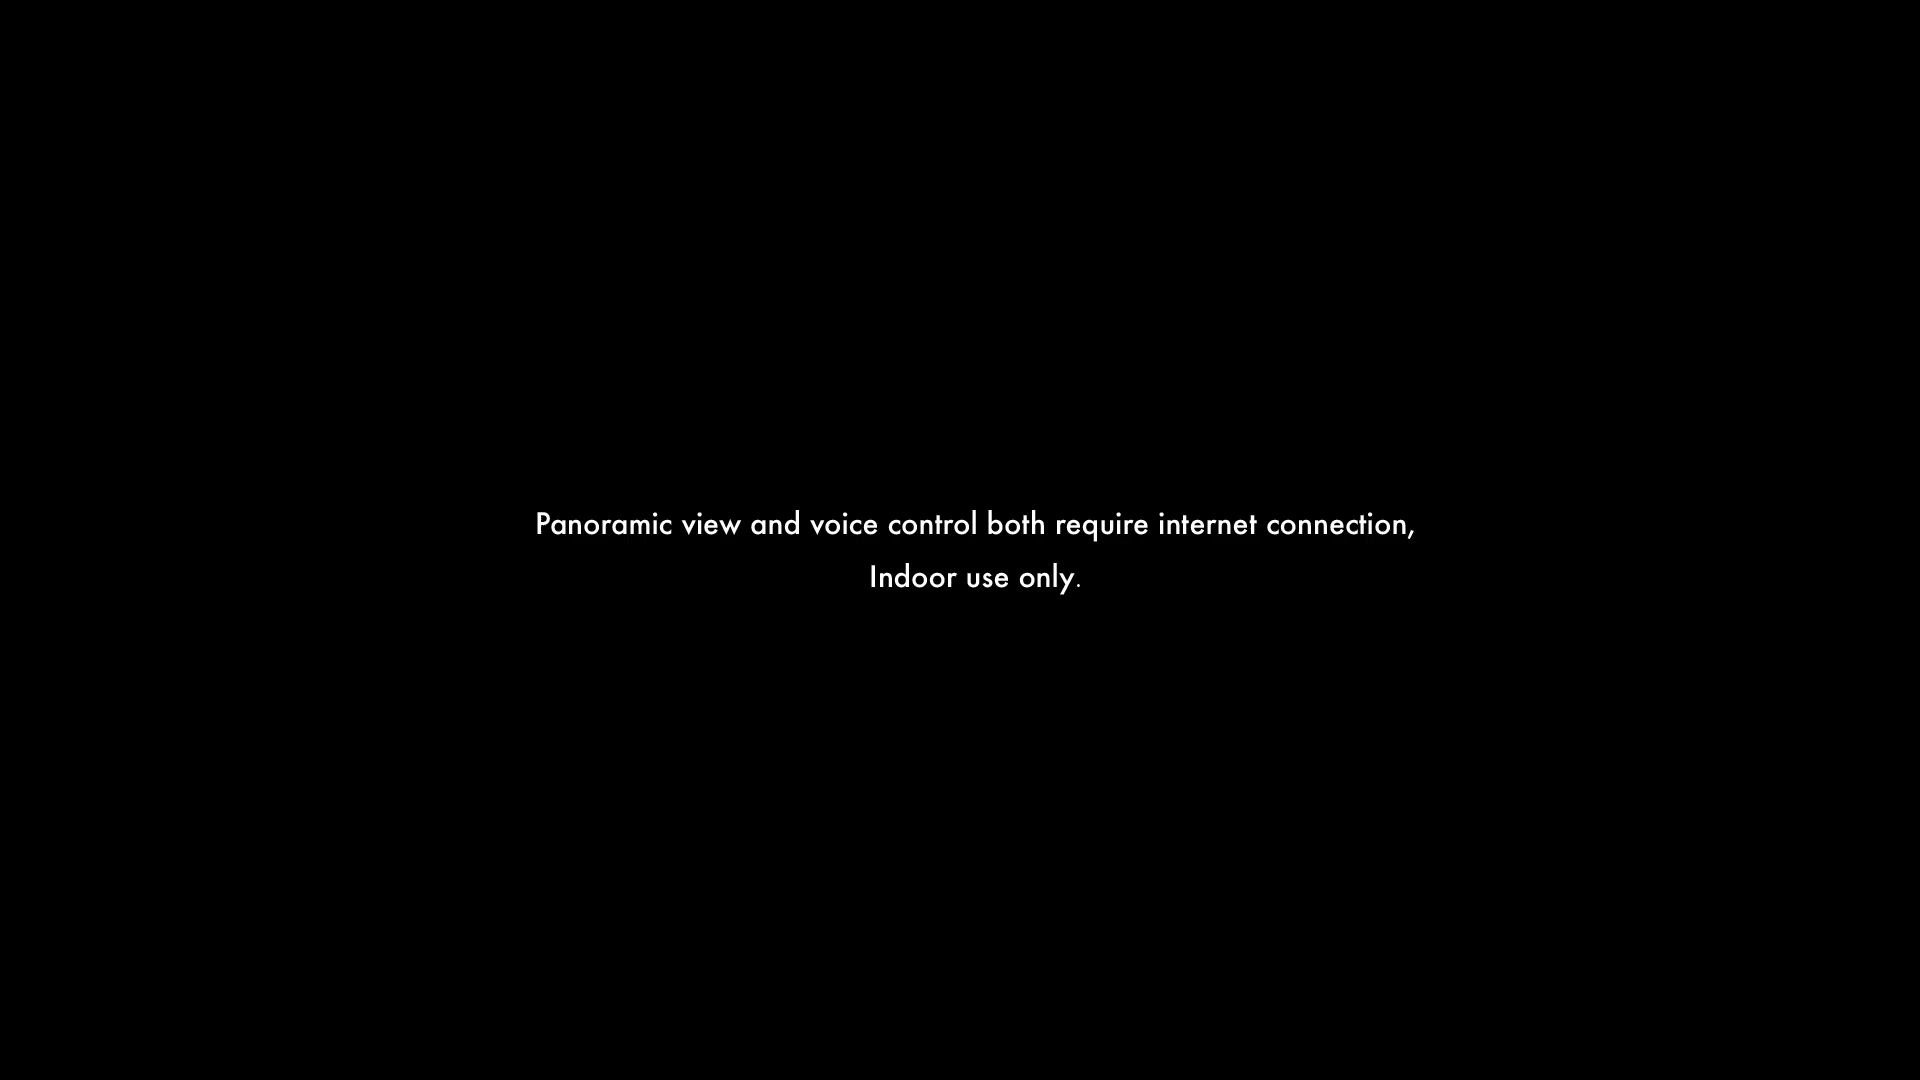 Panoramic view and voice control both require internet connection,
Indoor use only.